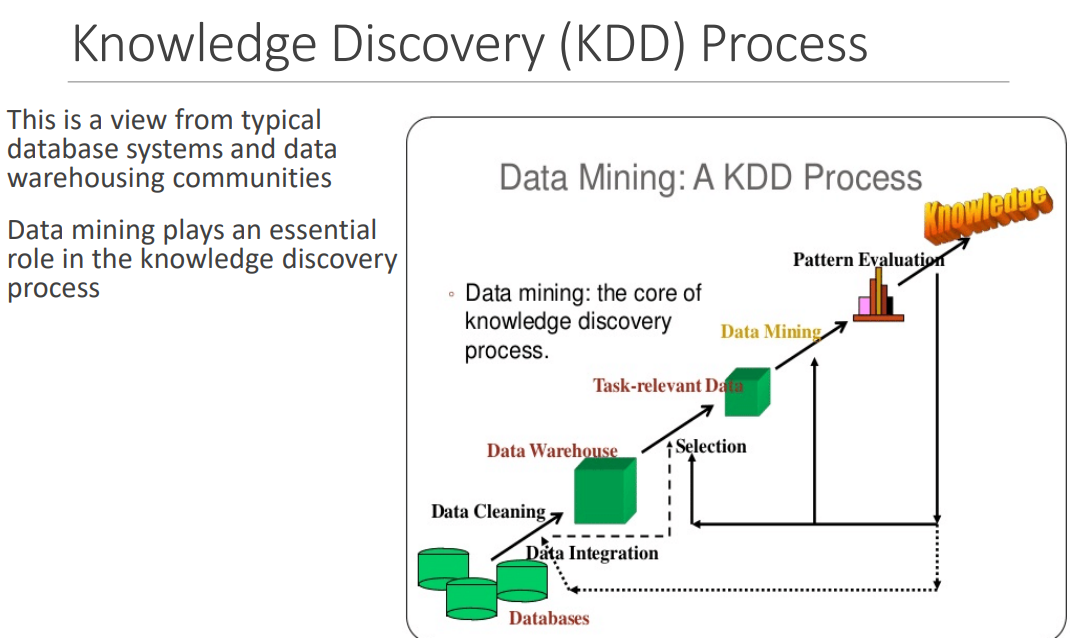 Knowledge Discovery (KDD) Process
This is a view from typical
database systems and data
warehousing communities
Data mining plays an essential
role in the knowledge discovery
process
Data Mining: A KDD Process
Knowledge
Pattern Evaluation
◦ Data mining: the core of
knowledge discovery
process.
Data Mining
Task-relevant Data
Selection
Data Warehouse
Data Cleaning
Data Integration
Databases